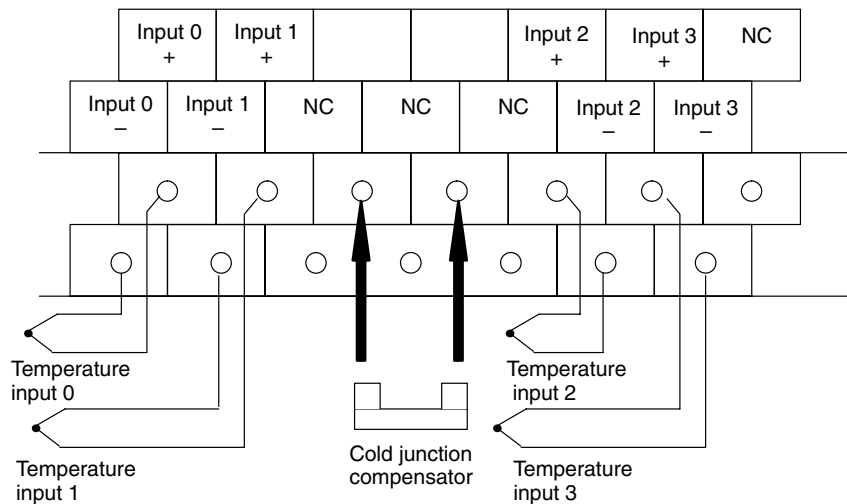 Input 0
+
Input 1
+
Input 2
+
Input 3
+
NC
Input 0
–
Input 1
–
NC
NC
NC
Input 2
–
Input 3
–
Temperature
input 0
Temperature
input 2
Temperature
input 1
Cold junction
compensator
Temperature
input 3